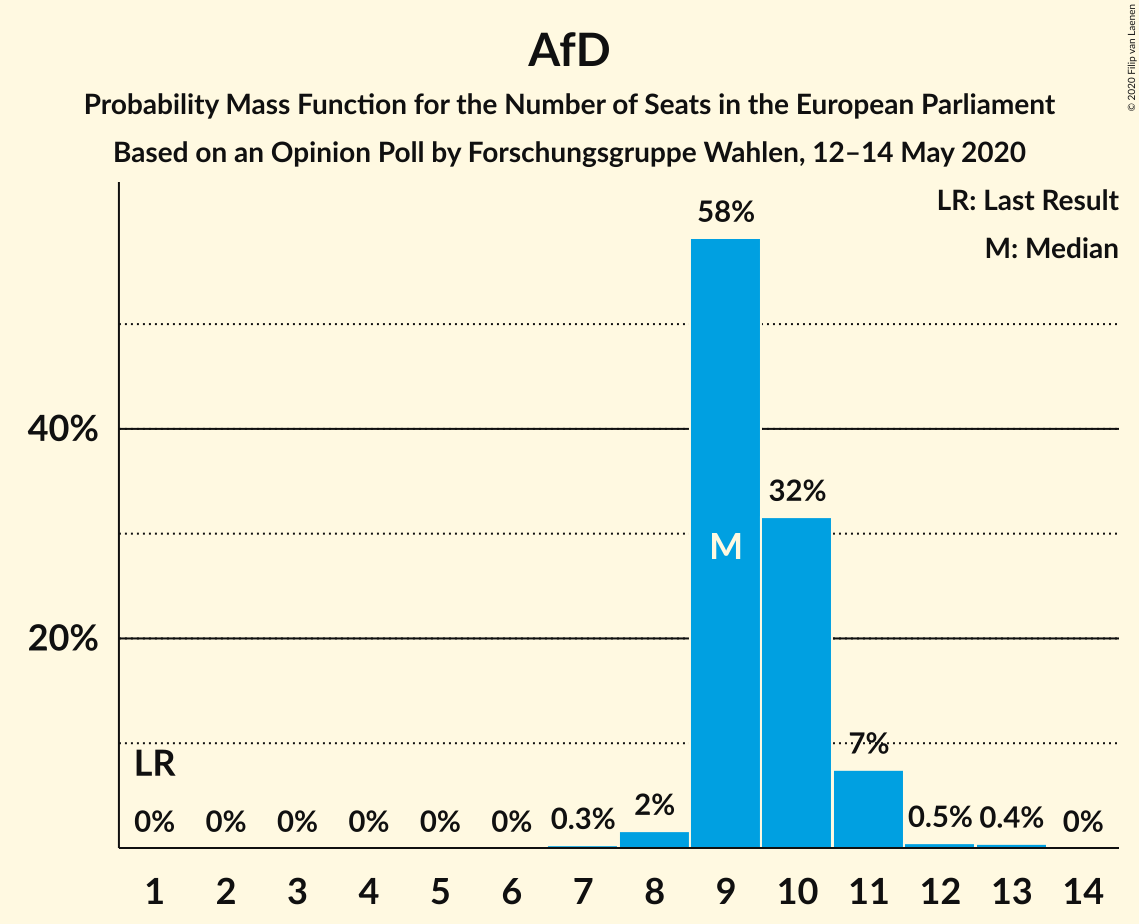 AfD
Probability Mass Function for the Number of Seats in the European Parliament
Based on an Opinion Poll by Forschungsgruppe Wahlen, 12–14 May 2020
© 2020 Filip van Laenen
LR: Last Result
M: Median
58%
40%
32%
M
20%
7%
LR
0% 0% 0% 0% 0% 0% 0.3% 2% 0.5% 0.4% 0%
1 2 3 4 5 6 7 8 9 10 11 12 13 14